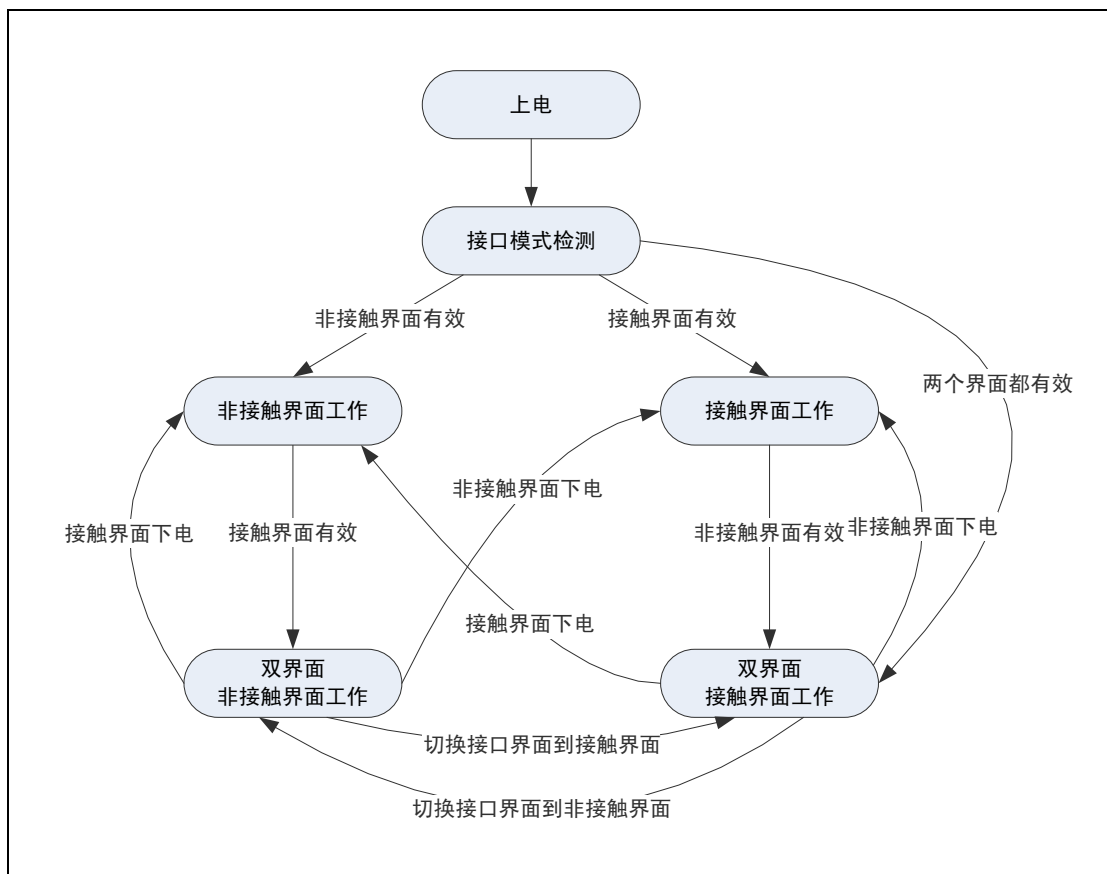 上电
接口模式检测
非接触界面有效
接触界面有效
两个界面都有效
非接触界面工作
接触界面工作
非接触界面下电
接触界面下电
接触界面有效
非接触界面有效
非接触界面下电
接触界面下电
双界面
非接触界面工作
双界面
接触界面工作
切换接口界面到接触界面
切换接口界面到非接触界面